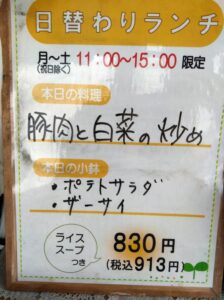 日替わりランチ
月〜土 11:00〜15:00 限定
(祝日除く)
本日の料理
豚肉と白菜の炒め
本日の小鉢
・ポテトサラダ
・ザーサイ
ライス
スープ
つき
830円
(税込913円)